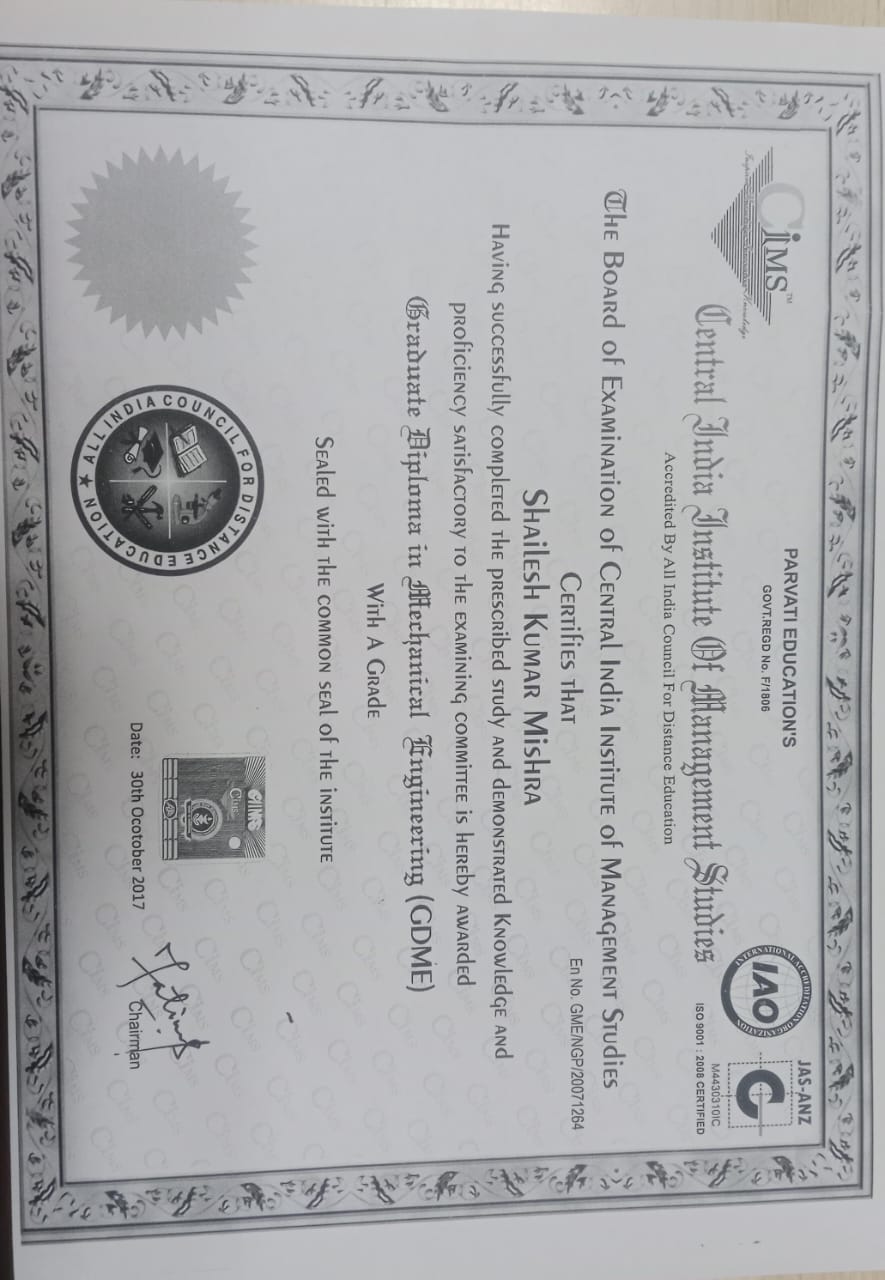 CIMS™
PARVATI EDUCATION'S
GOVT.REGD No. F/1806
INTERNATIONAL ACCREDITATION ORGANIZATION
IAO
JAS-ANZ
M4430310IC
ISO 9001 : 2008 CERTIFIED
Central India Institute Of Management Studies
Accredited By All India Council For Distance Education
The Board of Examination of Central India Institute of Management Studies
Certifies that
En No. GME/NGP/20071264
Shailesh Kumar Mishra
Having successfully completed the prescribed study and demonstrated Knowledge and
proficiency satisfactory to the examining committee is hereby awarded
Graduate Diploma in Mechanical Engineering (GDME)
With A Grade
Sealed with the common seal of the institute
ALL INDIA COUNCIL FOR DISTANCE EDUCATION
CIMS
CIMS
Date: 30th Ocotober 2017
Chairman